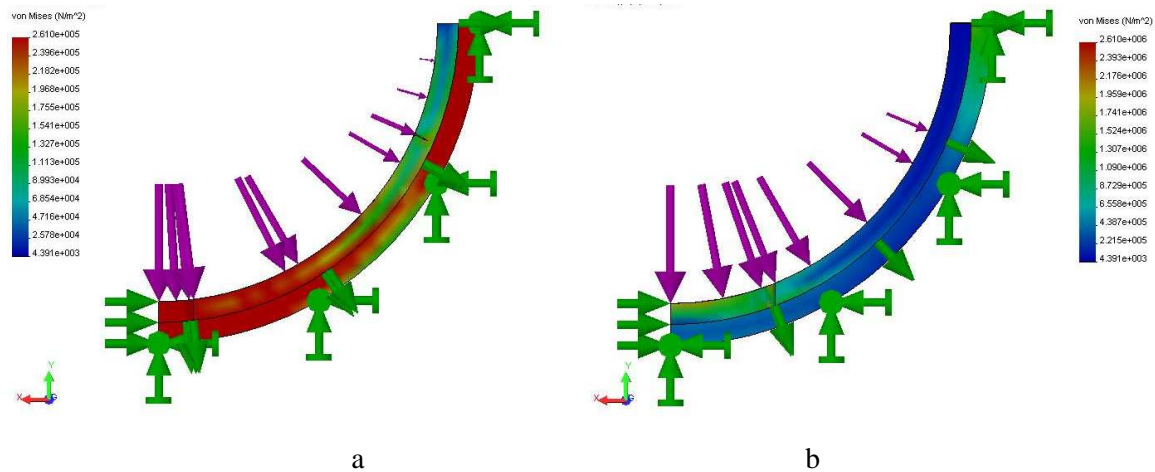 von Mises (N/m^2)
2.610e+005
2.396e+005
2.182e+005
1.968e+005
1.755e+005
1.541e+005
1.327e+005
1.113e+005
8.993e+004
6.854e+004
4.716e+004
2.578e+004
4.391e+003
Y
X
a
von Mises (N/m^2)
2.610e+006
2.394e+006
2.176e+006
1.959e+006
1.741e+006
1.524e+006
1.307e+006
1.090e+006
8.729e+005
6.558e+005
4.387e+005
2.215e+005
4.391e+003
Y
X
b